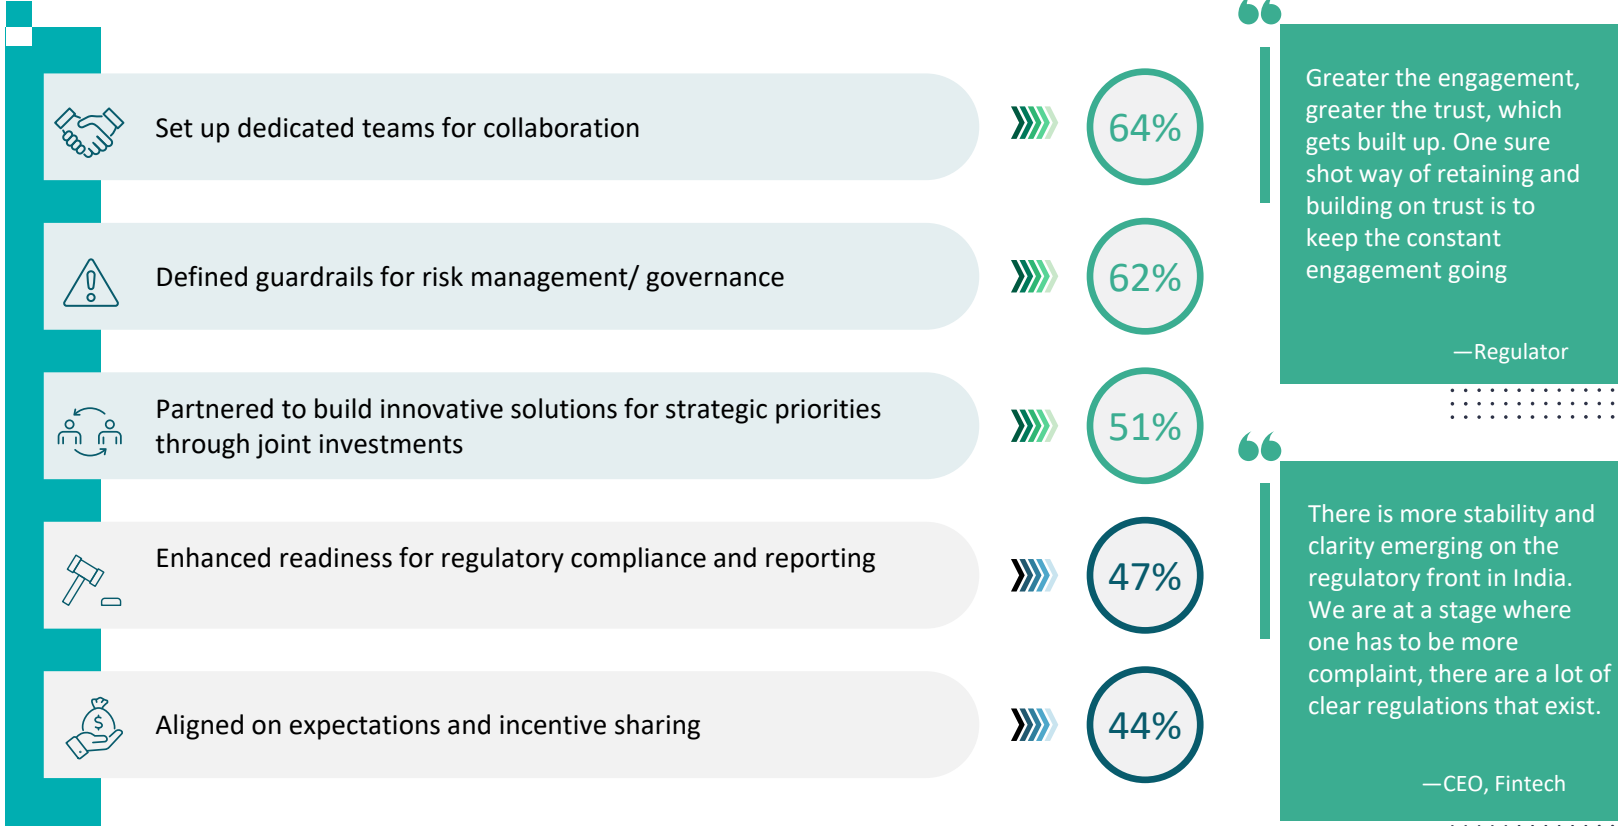 Set up dedicated teams for collaboration
64%
Defined guardrails for risk management/ governance
62%
Partnered to build innovative solutions for strategic priorities
through joint investments
51%
Enhanced readiness for regulatory compliance and reporting
47%
Aligned on expectations and incentive sharing
$
44%
❝
Greater the engagement,
greater the trust, which
gets built up. One sure
shot way of retaining and
building on trust is to
keep the constant
engagement going
—Regulator
❝
There is more stability and
clarity emerging on the
regulatory front in India.
We are at a stage where
one has to be more
complaint, there are a lot of
clear regulations that exist.
—CEO, Fintech